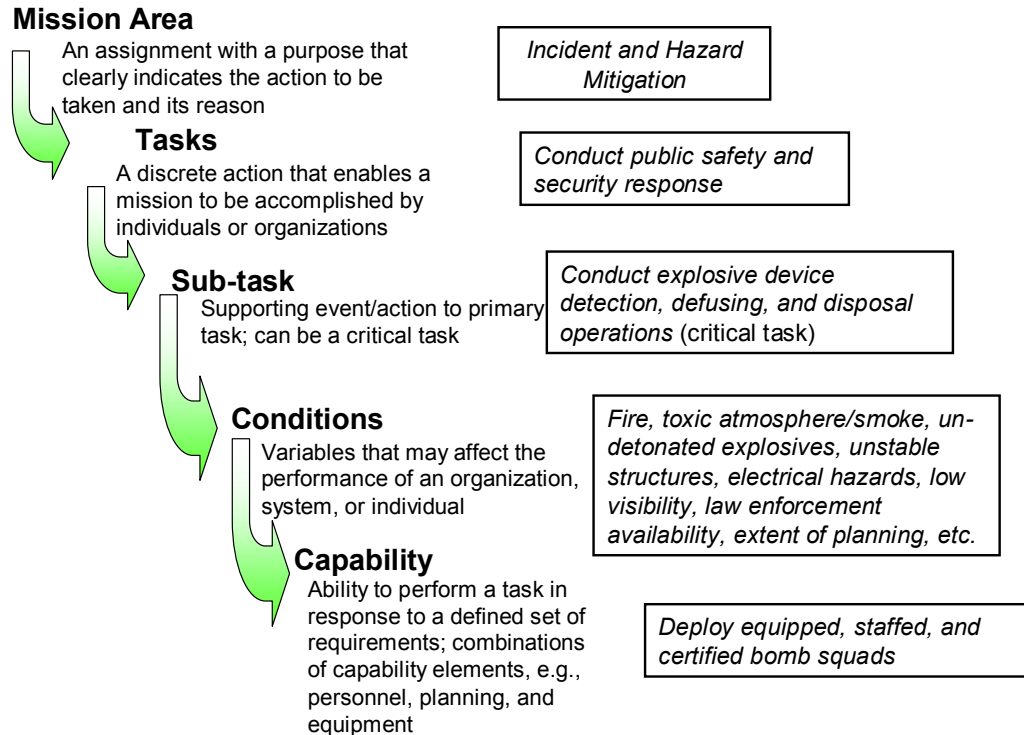 Mission Area
An assignment with a purpose that
clearly indicates the action to be
taken and its reason
Incident and Hazard
Mitigation
Tasks
A discrete action that enables a
mission to be accomplished by
individuals or organizations
Conduct public safety and
security response
Sub-task
Supporting event/action to primary
task; can be a critical task
Conduct explosive device
detection, defusing, and disposal
operations (critical task)
Conditions
Variables that may affect the
performance of an organization,
system, or individual
Fire, toxic atmosphere/smoke, un-
detonated explosives, unstable
structures, electrical hazards, low
visibility, law enforcement
availability, extent of planning, etc.
Capability
Ability to perform a task in
response to a defined set of
requirements; combinations
of capability elements, e.g.,
personnel, planning, and
equipment
Deploy equipped, staffed, and
certified bomb squads